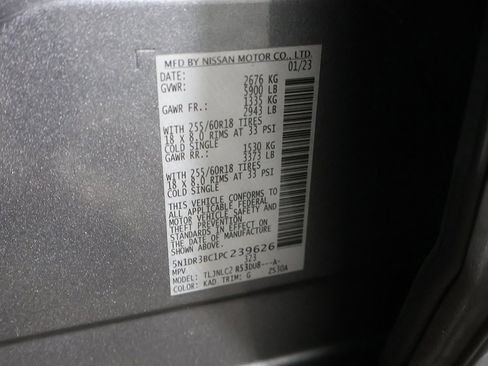 MFD BY NISSAN MOTOR CO., LTD.
DATE: 01/23
GVWR: 2676 KG
5900 LB
GAWR FR.: 1335 KG
2943 LB
WITH 255/60R18 TIRES
18 X 8.0 RIMS AT 33 PSI
COLD SINGLE
GAWR RR.: 1530 KG
3373 LB
WITH 255/60R18 TIRES
18 X 8.0 RIMS AT 33 PSI
COLD SINGLE
THIS VEHICLE CONFORMS TO
ALL APPLICABLE FEDERAL
MOTOR VEHICLE SAFETY AND
THEFT PREVENTION STANDARDS
IN EFFECT ON THE DATE OF
MANUFACTURE SHOWN ABOVE.
5N1DR3BC1PC239626
MPV 323
MODEL: TLJNLC2 R53DU8---A-
COLOR: KAD TRIM: G ZS30A